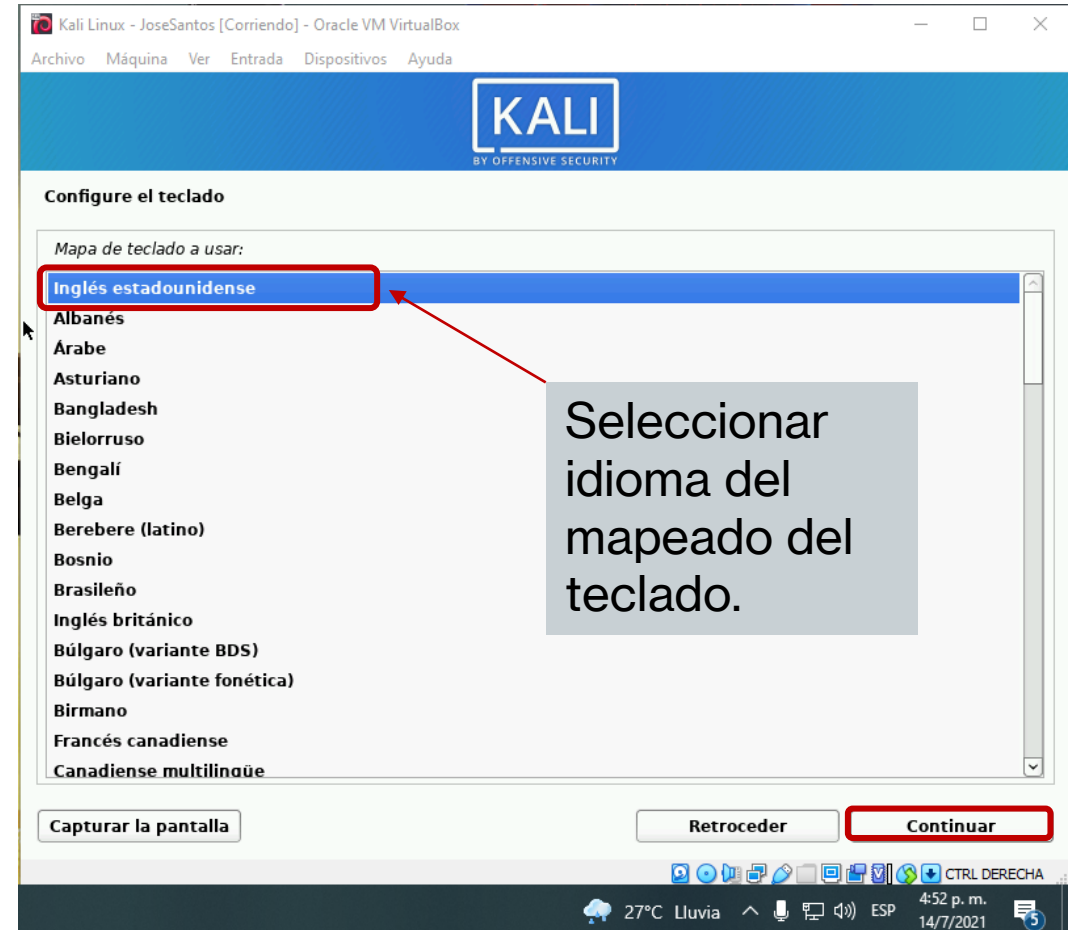 Kali Linux - JoseSantos [Corriendo] - Oracle VM VirtualBox
Archivo Máquina Ver Entrada Dispositivos Ayuda
KALI
BY OFFENSIVE SECURITY
Configure el teclado
Mapa de teclado a usar:
Inglés estadounidense
Albanés
Árabe
Asturiano
Bangladesh
Bielorruso
Bengalí
Belga
Berebere (latino)
Bosnio
Brasileño
Inglés británico
Búlgaro (variante BDS)
Búlgaro (variante fonética)
Birmano
Francés canadiense
Canadiense multilingüe
Seleccionar
idioma del
mapeado del
teclado.
Capturar la pantalla
Retroceder
Continuar
CTRL DERECHA
27°C Lluvia
ESP
4:52 p. m.
14/7/2021
5